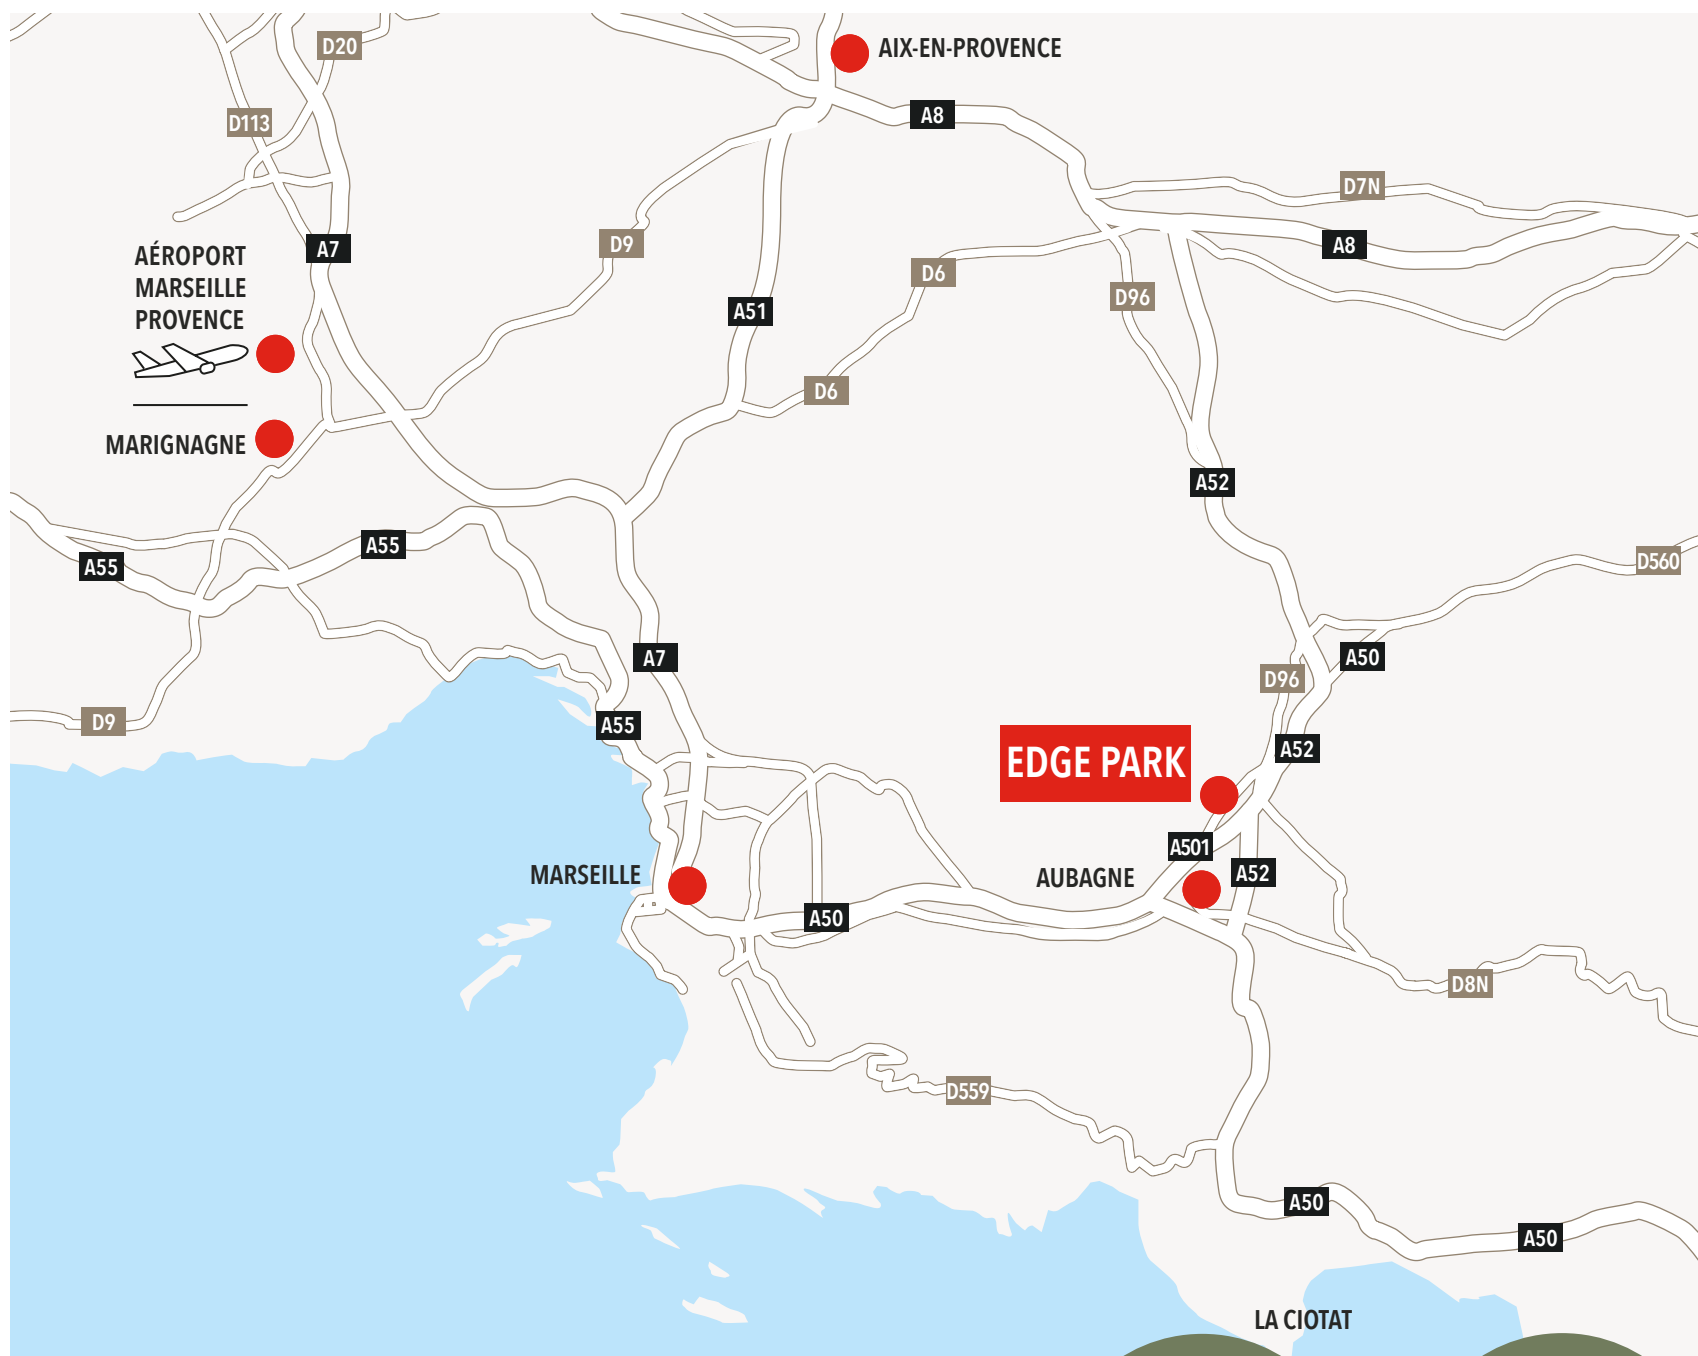 D20
AIX-EN-PROVENCE
D113
A8
D7N
A7
D9
A8
AÉROPORT
MARSEILLE
PROVENCE
D6
D96
A51
D6
MARIGNAGNE
A52
A55
A55
D560
A7
A50
D96
D9
A55
A52
EDGE PARK
A501
MARSEILLE
AUBAGNE
A52
A50
D8N
D559
A50
A50
LA CIOTAT